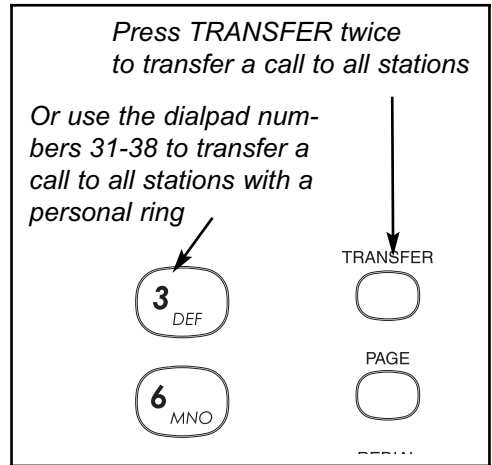 Press TRANSFER twice
to transfer a call to all stations
Or use the dialpad num-
bers 31-38 to transfer a
call to all stations with a
personal ring
TRANSFER
3 DEF
PAGE
6 MNO